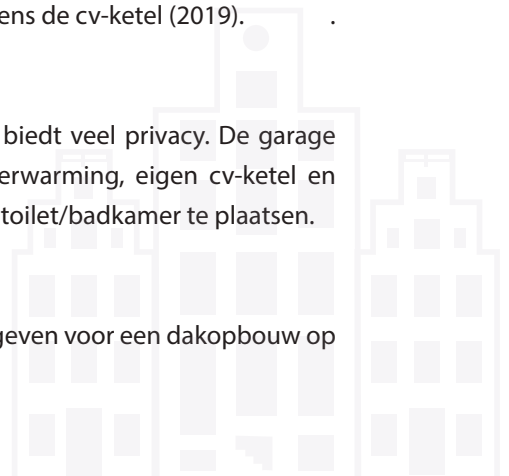 ens de cv-ketel (2019). .
biedt veel privacy. De garage
erwarming, eigen cv-ketel en
toilet/badkamer te plaatsen.
geven voor een dakopbouw op